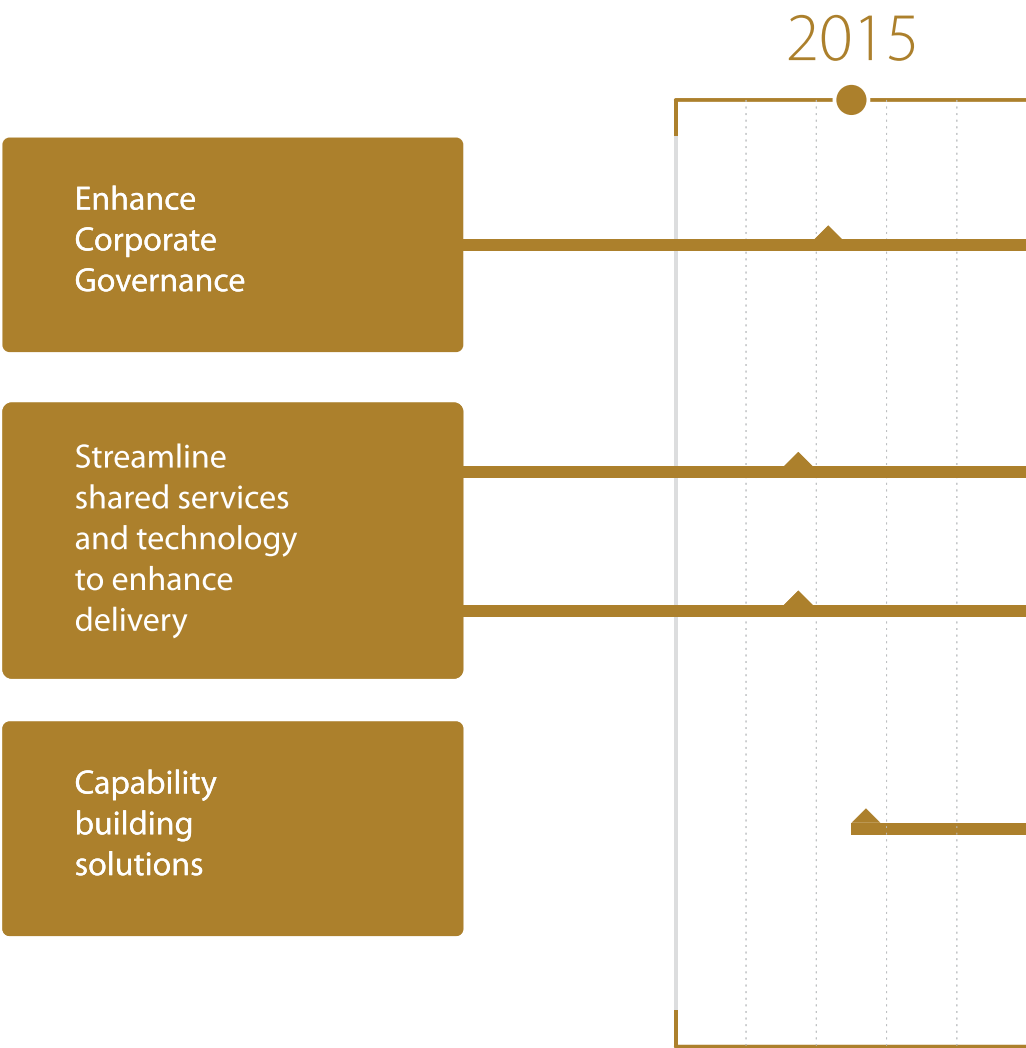 2015
Enhance
Corporate
Governance
Streamline
shared services
and technology
to enhance
delivery
Capability
building
solutions